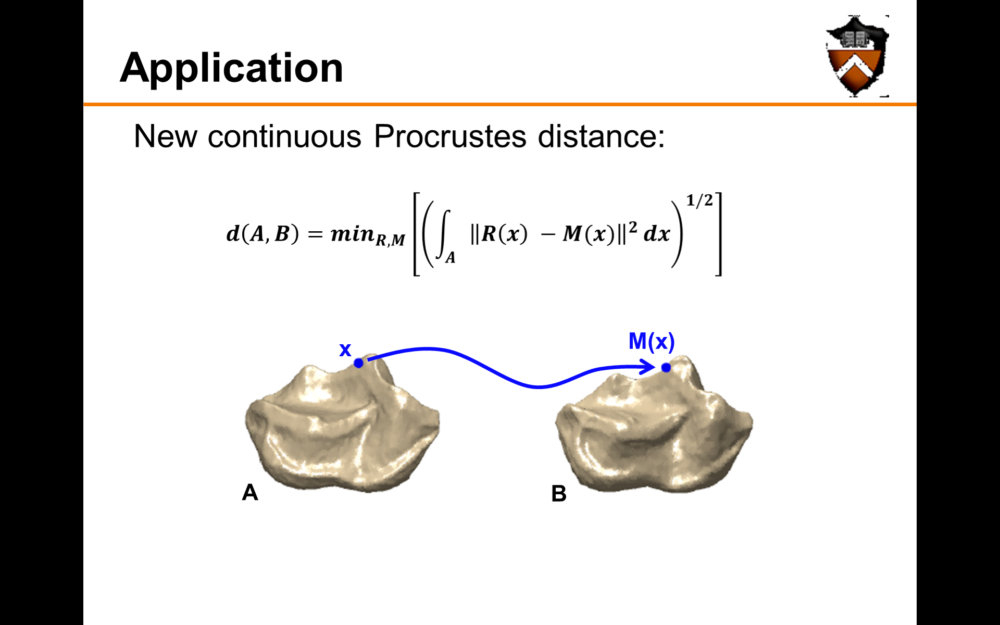 Application
New continuous Procrustes distance:
d(A, B) = min_{R,M} [(∫_A ‖R(x) − M(x)‖² dx)^{1/2}]
x
M(x)
A
B